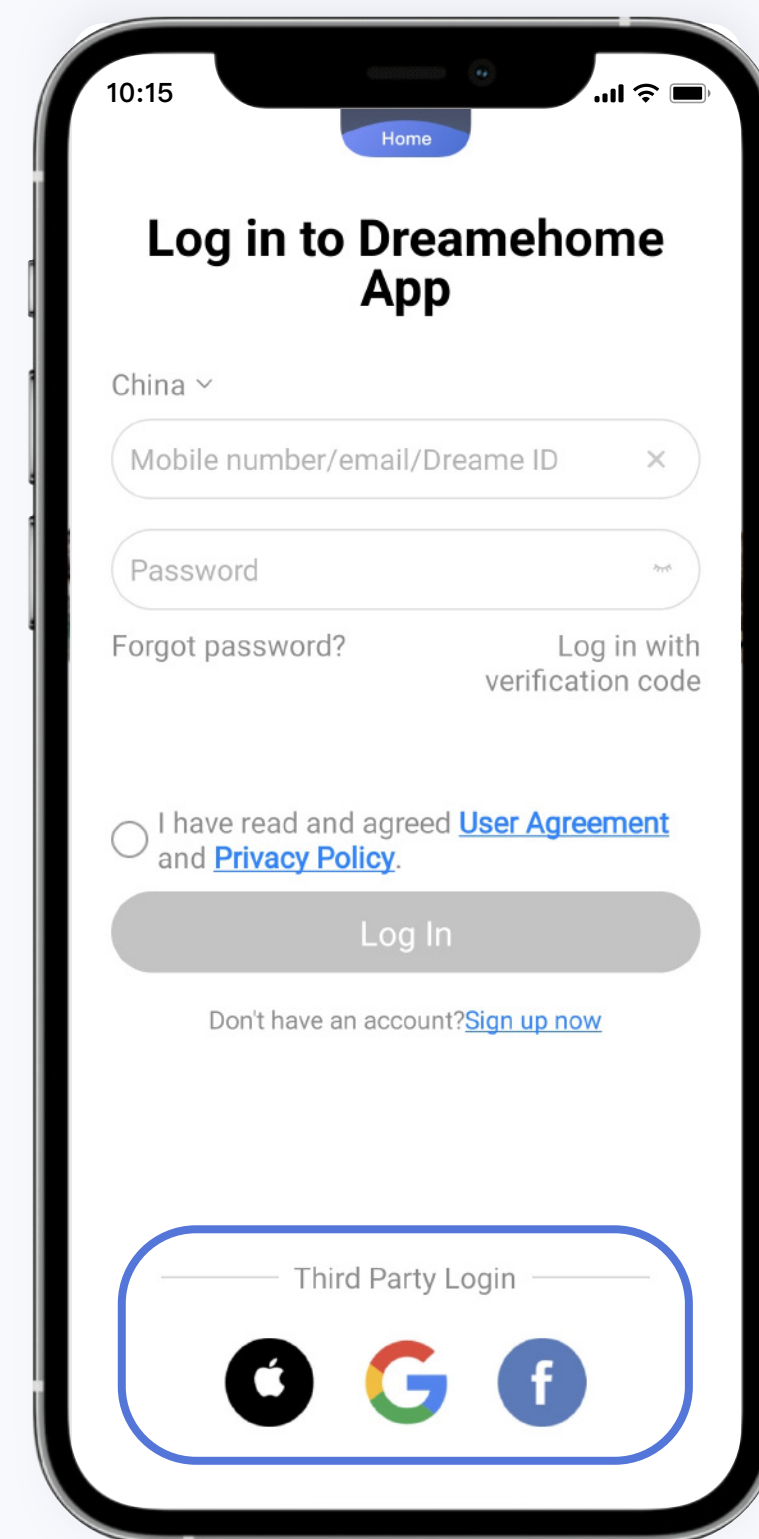 10:15
Home
Log in to Dreamehome
App
China
Mobile number/email/Dreame ID
Password
Forgot password?
Log in with
verification code
I have read and agreed User Agreement
and Privacy Policy.
Log In
Don't have an account?Sign up now
Third Party Login